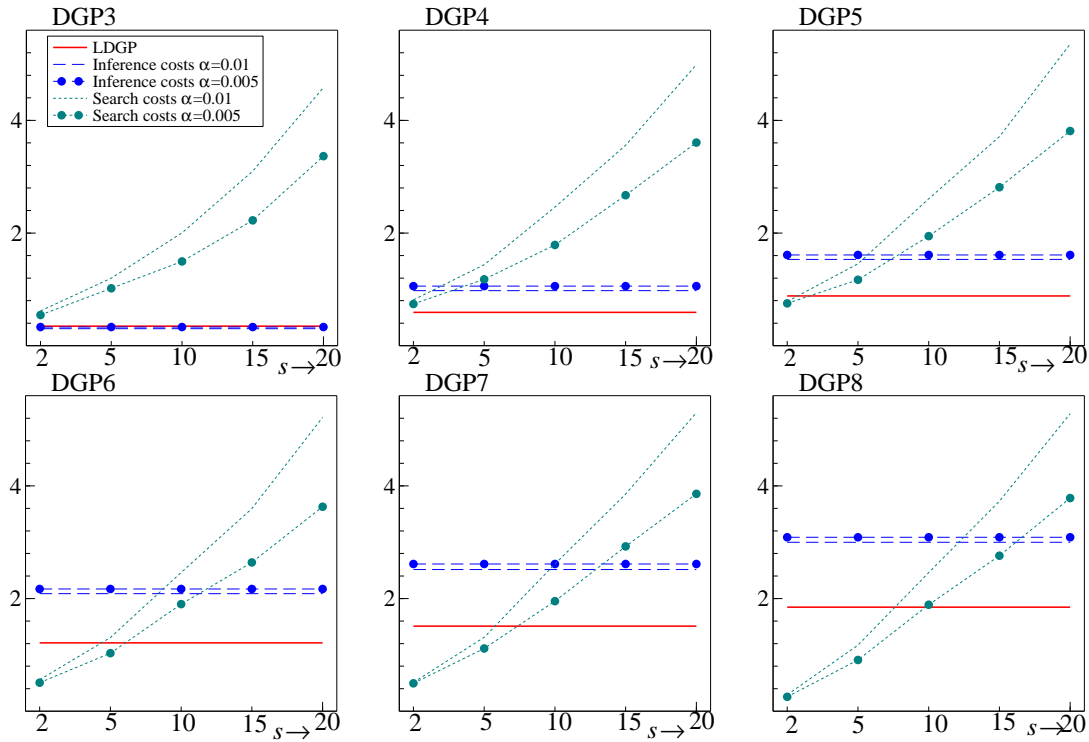 DGP3
DGP4
DGP5
LDGP
Inference costs α=0.01
Inference costs α=0.005
Search costs α=0.01
Search costs α=0.005
4
2
4
2
4
2
2 5 10 15 20
s→
2 5 10 15 20
s→
2 5 10 15 20
s→
DGP6
DGP7
DGP8
4
2
4
2
4
2
2 5 10 15 20
s→
2 5 10 15 20
s→
2 5 10 15 20
s→